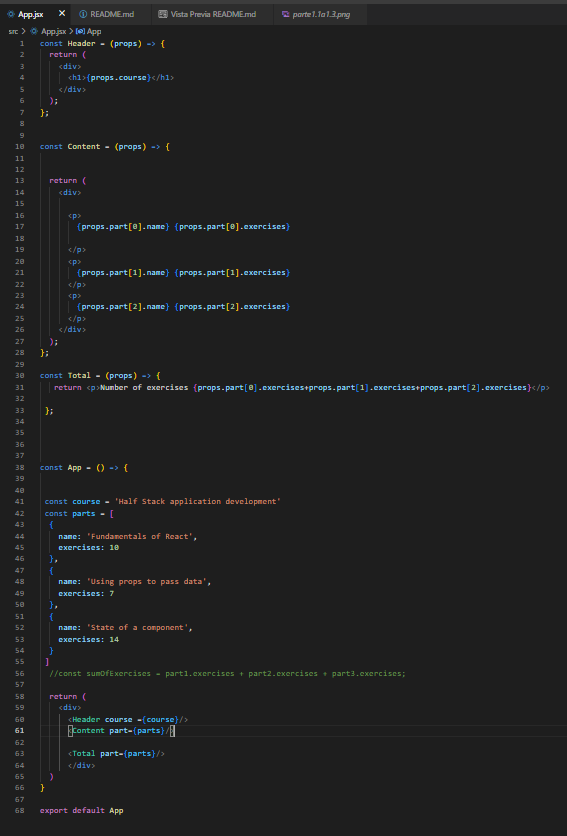 App.jsx × README.md Vista Previa README.md parte1.1a1.3.png
src > App.jsx > App
1 const Header = (props) => {
2 return (
3 <div>
4 <h1>{props.course}</h1>
5 </div>
6 );
7 };
8
9
10 const Content = (props) => {
11
12
13 return (
14 <div>
15
16 <p>
17 {props.part[0].name} {props.part[0].exercises}
18
19 </p>
20 <p>
21 {props.part[1].name} {props.part[1].exercises}
22 </p>
23 <p>
24 {props.part[2].name} {props.part[2].exercises}
25 </p>
26 </div>
27 );
28 };
29
30 const Total = (props) => {
31 return <p>Number of exercises {props.part[0].exercises+props.part[1].exercises+props.part[2].exercises}</p>
32
33 };
34
35
36
37
38 const App = () => {
39
40
41 const course = 'Half Stack application development'
42 const parts = [
43 {
44 name: 'Fundamentals of React',
45 exercises: 10
46 },
47 {
48 name: 'Using props to pass data',
49 exercises: 7
50 },
51 {
52 name: 'State of a component',
53 exercises: 14
54 }
55 ]
56 //const sumOfExercises = part1.exercises + part2.exercises + part3.exercises;
57
58 return (
59 <div>
60 <Header course ={course}/>
61 <Content part={parts}/>
62
63 <Total part={parts}/>
64 </div>
65 )
66 }
67
68 export default App